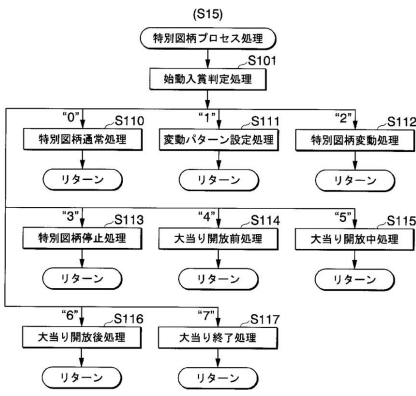 (S15)
特別図柄プロセス処理
S101
始動入賞判定処理
“0” S110 “1” S111 “2” S112
特別図柄通常処理 変動パターン設定処理 特別図柄変動処理
リターン リターン リターン
“3” S113 “4” S114 “5” S115
特別図柄停止処理 大当り開放前処理 大当り開放中処理
リターン リターン リターン
“6” S116 “7” S117
大当り開放後処理 大当り終了処理
リターン リターン